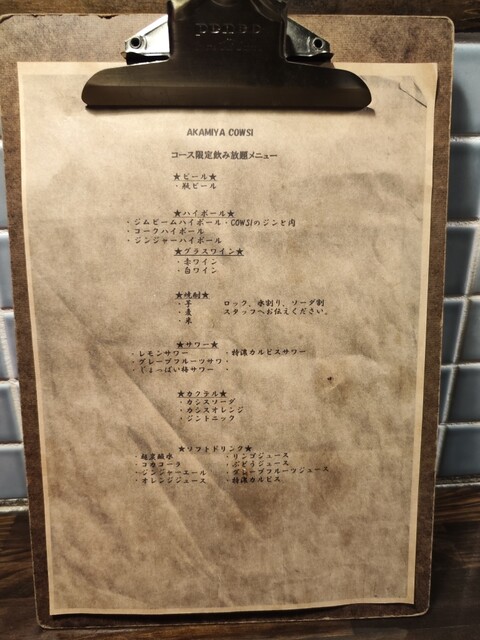 AKAMIYA COWSI
コース限定飲み放題メニュー
★ビール★
・瓶ビール
★ハイボール★
・ジムビームハイボール・COWSIのジンと肉
・コークハイボール
・ジンジャーハイボール
★グラスワイン★
・赤ワイン
・白ワイン
★焼酎★
・芋 ロック、水割り、ソーダ割
・麦 スタッフへお伝えください。
・米
★サワー★
・レモンサワー ・特濃カルピスサワー
・グレープフルーツサワ・
・しょっぱい梅サワー ・
★カクテル★
・カシスソーダ
・カシスオレンジ
・ジントニック
★ソフトドリンク★
・超炭酸水 ・リンゴジュース
・コカコーラ ・ぶどうジュース
・ジンジャーエール ・グレープフルーツジュース
・オレンジジュース ・特濃カルピス